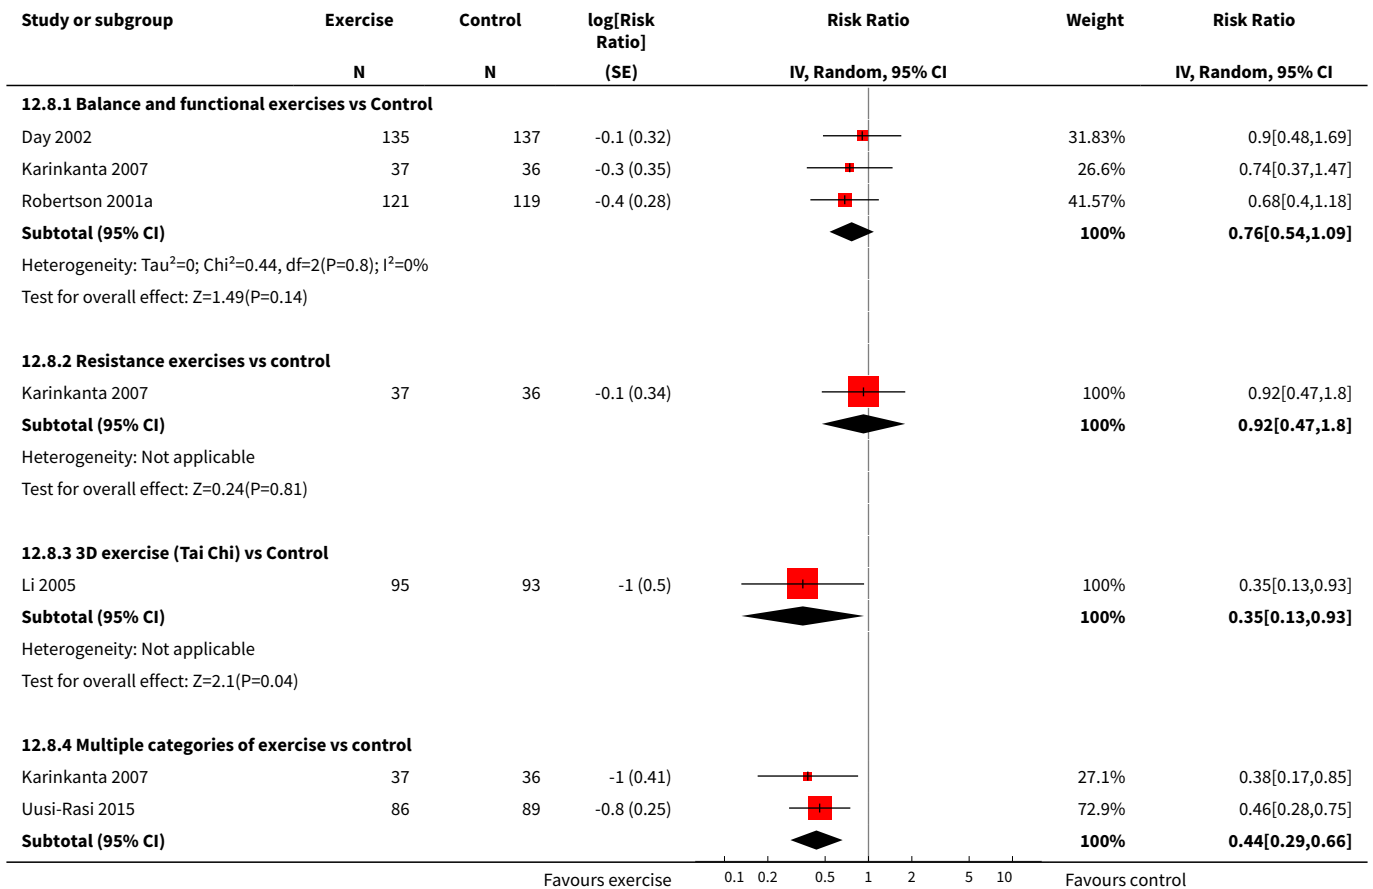 Study or subgroup Exercise Control log[Risk Ratio] Risk Ratio Weight Risk Ratio
N N (SE) IV, Random, 95% CI IV, Random, 95% CI
12.8.1 Balance and functional exercises vs Control
Day 2002 135 137 -0.1 (0.32) 31.83% 0.9[0.48,1.69]
Karinkanta 2007 37 36 -0.3 (0.35) 26.6% 0.74[0.37,1.47]
Robertson 2001a 121 119 -0.4 (0.28) 41.57% 0.68[0.4,1.18]
Subtotal (95% CI) 100% 0.76[0.54,1.09]
Heterogeneity: Tau²=0; Chi²=0.44, df=2(P=0.8); I²=0%
Test for overall effect: Z=1.49(P=0.14)
12.8.2 Resistance exercises vs control
Karinkanta 2007 37 36 -0.1 (0.34) 100% 0.92[0.47,1.8]
Subtotal (95% CI) 100% 0.92[0.47,1.8]
Heterogeneity: Not applicable
Test for overall effect: Z=0.24(P=0.81)
12.8.3 3D exercise (Tai Chi) vs Control
Li 2005 95 93 -1 (0.5) 100% 0.35[0.13,0.93]
Subtotal (95% CI) 100% 0.35[0.13,0.93]
Heterogeneity: Not applicable
Test for overall effect: Z=2.1(P=0.04)
12.8.4 Multiple categories of exercise vs control
Karinkanta 2007 37 36 -1 (0.41) 27.1% 0.38[0.17,0.85]
Uusi-Rasi 2015 86 89 -0.8 (0.25) 72.9% 0.46[0.28,0.75]
Subtotal (95% CI) 100% 0.44[0.29,0.66]
Favours exercise 0.1 0.2 0.5 1 2 5 10 Favours control